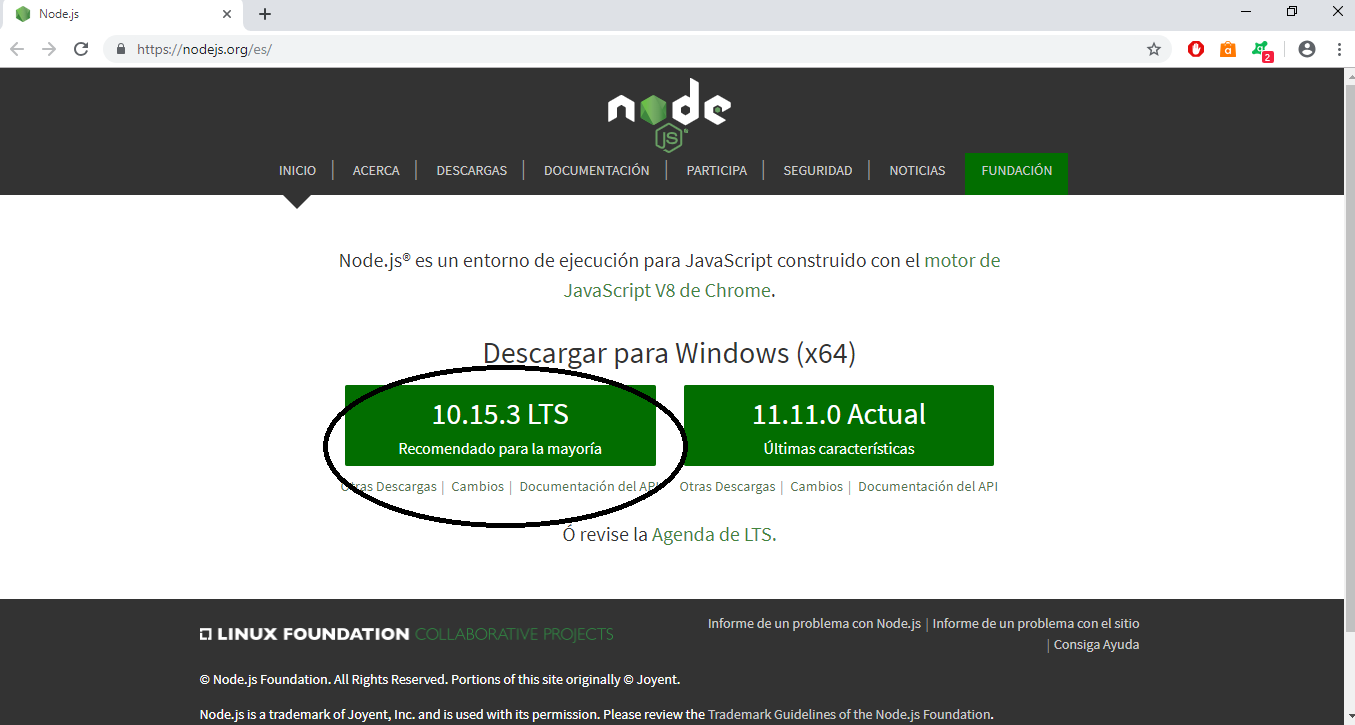 Node.js
https://nodejs.org/es/
2
node
JS
INICIO | ACERCA | DESCARGAS | DOCUMENTACIÓN | PARTICIPA | SEGURIDAD | NOTICIAS FUNDACIÓN
Node.js® es un entorno de ejecución para JavaScript construido con el motor de
JavaScript V8 de Chrome.
Descargar para Windows (x64)
10.15.3 LTS
Recomendado para la mayoría
Otras Descargas | Cambios | Documentación del API
11.11.0 Actual
Últimas características
Otras Descargas | Cambios | Documentación del API
Ó revise la Agenda de LTS.
LINUX FOUNDATION COLLABORATIVE PROJECTS
Informe de un problema con Node.js | Informe de un problema con el sitio
| Consiga Ayuda
© Node.js Foundation. All Rights Reserved. Portions of this site originally © Joyent.
Node.js is a trademark of Joyent, Inc. and is used with its permission. Please review the Trademark Guidelines of the Node.js Foundation.